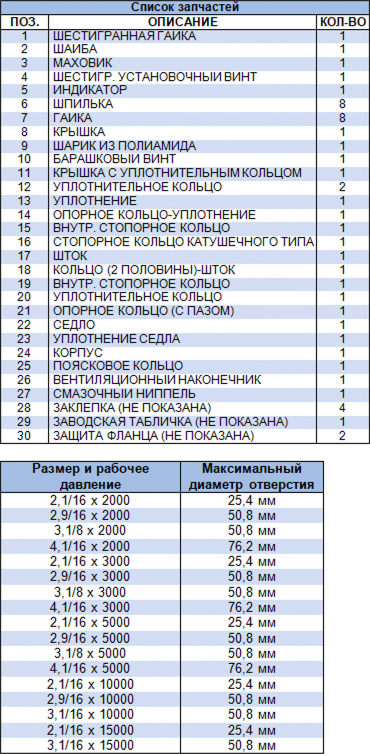 Список запчастей
ПОЗ. ОПИСАНИЕ КОЛ-ВО
1 ШЕСТИГРАННАЯ ГАЙКА 1
2 ШАЙБА 1
3 МАХОВИК 1
4 ШЕСТИГР. УСТАНОВОЧНЫЙ ВИНТ 1
5 ИНДИКАТОР 1
6 ШПИЛЬКА 8
7 ГАЙКА 8
8 КРЫШКА 1
9 ШАРИК ИЗ ПОЛИАМИДА 1
10 БАРАШКОВЫЙ ВИНТ 1
11 КРЫШКА С УПЛОТНИТЕЛЬНЫМ КОЛЬЦОМ 1
12 УПЛОТНИТЕЛЬНОЕ КОЛЬЦО 2
13 УПЛОТНЕНИЕ 1
14 ОПОРНОЕ КОЛЬЦО-УПЛОТНЕНИЕ 1
15 ВНУТР. СТОПОРНОЕ КОЛЬЦО 1
16 СТОПОРНОЕ КОЛЬЦО КАТУШЕЧНОГО ТИПА 1
17 ШТОК 1
18 КОЛЬЦО (2 ПОЛОВИНЫ)-ШТОК 1
19 ВНУТР. СТОПОРНОЕ КОЛЬЦО 1
20 УПЛОТНИТЕЛЬНОЕ КОЛЬЦО 1
21 ОПОРНОЕ КОЛЬЦО (С ПАЗОМ) 1
22 СЕДЛО 1
23 УПЛОТНЕНИЕ СЕДЛА 1
24 КОРПУС 1
25 ПОЯСКОВОЕ КОЛЬЦО 1
26 ВЕНТИЛЯЦИОННЫЙ НАКОНЕЧНИК 1
27 СМАЗОЧНЫЙ НИППЕЛЬ 1
28 ЗАКЛЕПКА (НЕ ПОКАЗАНА) 4
29 ЗАВОДСКАЯ ТАБЛИЧКА (НЕ ПОКАЗАНА) 1
30 ЗАЩИТА ФЛАНЦА (НЕ ПОКАЗАНА) 2
Размер и рабочее давление Максимальный диаметр отверстия
2,1/16 x 2000 25,4 мм
2,9/16 x 2000 50,8 мм
3,1/8 x 2000 50,8 мм
4,1/16 x 2000 76,2 мм
2,1/16 x 3000 25,4 мм
2,9/16 x 3000 50,8 мм
3,1/8 x 3000 50,8 мм
4,1/16 x 3000 76,2 мм
2,1/16 x 5000 25,4 мм
2,9/16 x 5000 50,8 мм
3,1/8 x 5000 50,8 мм
4,1/16 x 5000 76,2 мм
2,1/16 x 10000 25,4 мм
2,9/16 x 10000 50,8 мм
3,1/16 x 10000 50,8 мм
2,1/16 x 15000 25,4 мм
3,1/16 x 15000 50,8 мм